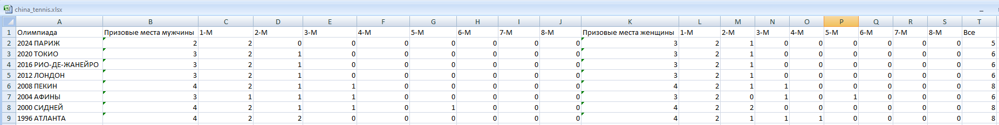 china_tennis.xlsx
A B C D E F G H I J K L M N O P Q R S T
1 Олимпиада Призовые места мужчины 1-М 2-М 3-М 4-М 5-М 6-М 7-М 8-М Призовые места женщины 1-М 2-М 3-М 4-М 5-М 6-М 7-М 8-М Все
2 2024 ПАРИЖ 2 2 0 0 0 0 0 0 0 3 2 1 0 0 0 0 0 0 5
3 2020 ТОКИО 3 2 1 0 0 0 0 0 0 3 2 1 0 0 0 0 0 0 6
4 2016 РИО-ДЕ-ЖАНЕЙРО 3 2 1 0 0 0 0 0 0 3 2 1 0 0 0 0 0 0 6
5 2012 ЛОНДОН 3 2 1 0 0 0 0 0 0 3 2 1 0 0 0 0 0 0 6
6 2008 ПЕКИН 4 2 1 1 0 0 0 0 0 4 2 1 1 0 0 0 0 0 8
7 2004 АФИНЫ 3 1 1 1 0 0 0 0 0 3 2 0 1 0 1 0 0 0 6
8 2000 СИДНЕЙ 4 2 1 1 0 1 0 0 0 4 2 2 0 0 0 0 0 0 8
9 1996 АТЛАНТА 4 2 2 0 0 0 0 0 0 4 2 1 1 1 0 0 0 0 8